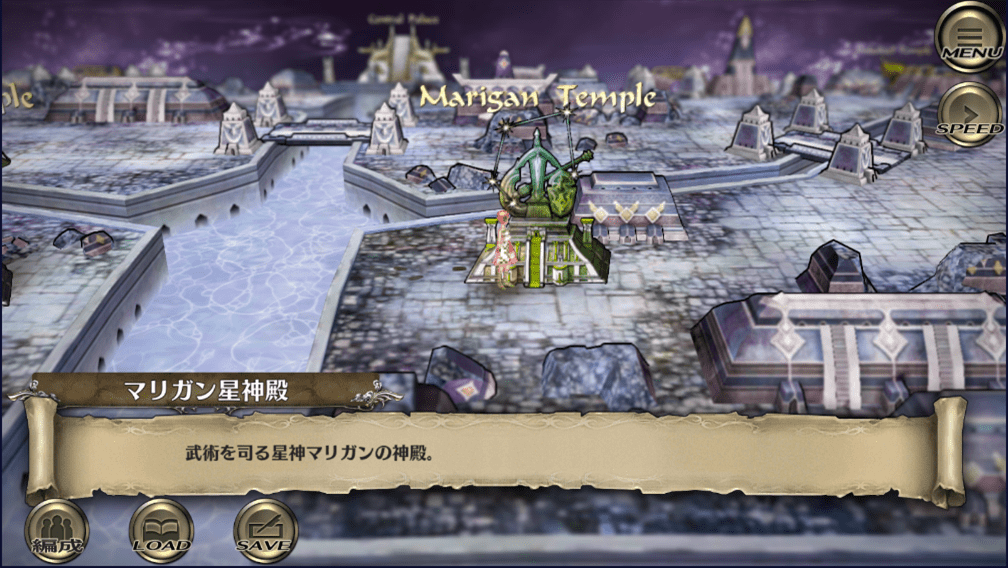 Central Palace
ple
Marigan Temple
MENU
SPEED
マリガン星神殿
武術を司る星神マリガンの神殿。
編成
LOAD
SAVE